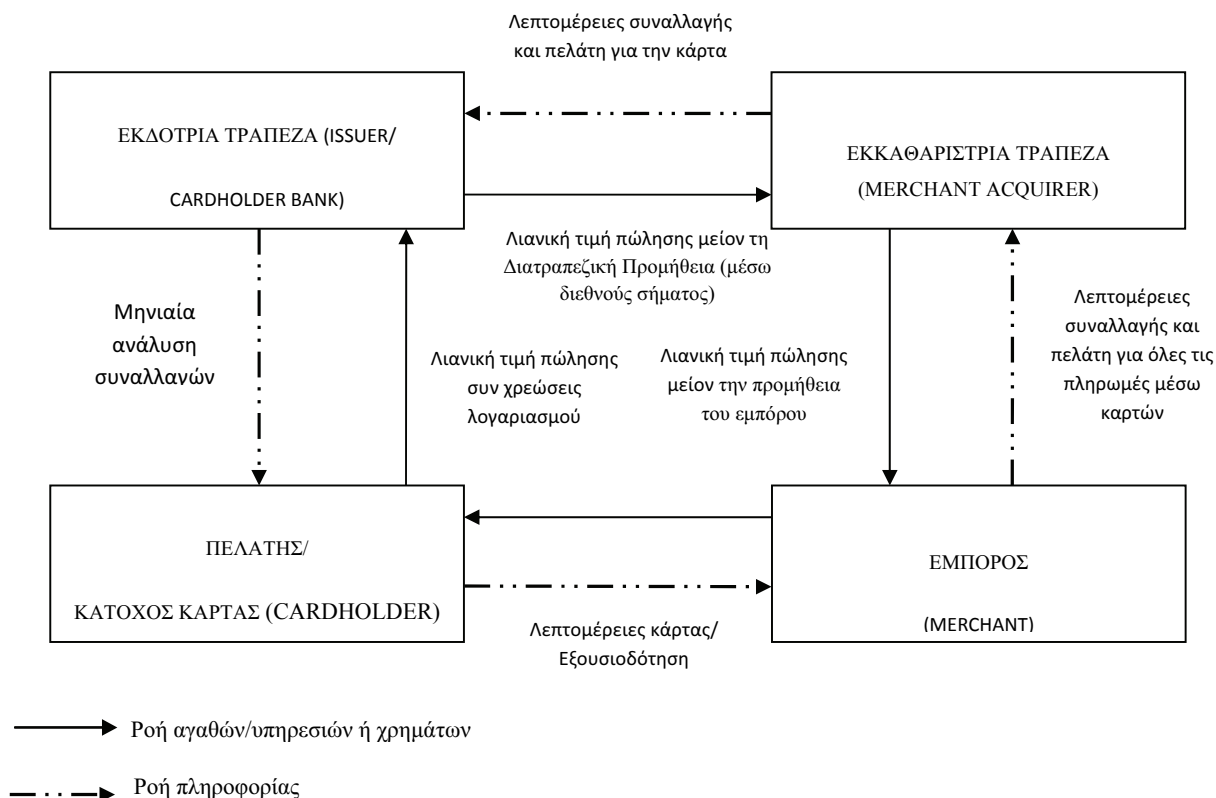 Λεπτομέρειες συναλλαγής
και πελάτη για την κάρτα
ΕΚΔΟΤΡΙΑ ΤΡΑΠΕΖΑ (ISSUER/
CARDHOLDER BANK)
ΕΚΚΑΘΑΡΙΣΤΡΙΑ ΤΡΑΠΕΖΑ
(MERCHANT ACQUIRER)
Λιανική τιμή πώλησης μείον τη
Διατραπεζική Προμήθεια (μέσω
διεθνούς σήματος)
Μηνιαία
ανάλυση
συναλλαγών
Λιανική τιμή πώλησης
συν χρεώσεις
λογαριασμού
Λιανική τιμή πώλησης
μείον την προμήθεια
του εμπόρου
Λεπτομέρειες
συναλλαγής και
πελάτη για όλες τις
πληρωμές μέσω
καρτών
ΠΕΛΑΤΗΣ/
ΚΑΤΟΧΟΣ ΚΑΡΤΑΣ (CARDHOLDER)
ΕΜΠΟΡΟΣ
(MERCHANT)
Λεπτομέρειες κάρτας/
Εξουσιοδότηση
Ροή αγαθών/υπηρεσιών ή χρημάτων
Ροή πληροφορίας